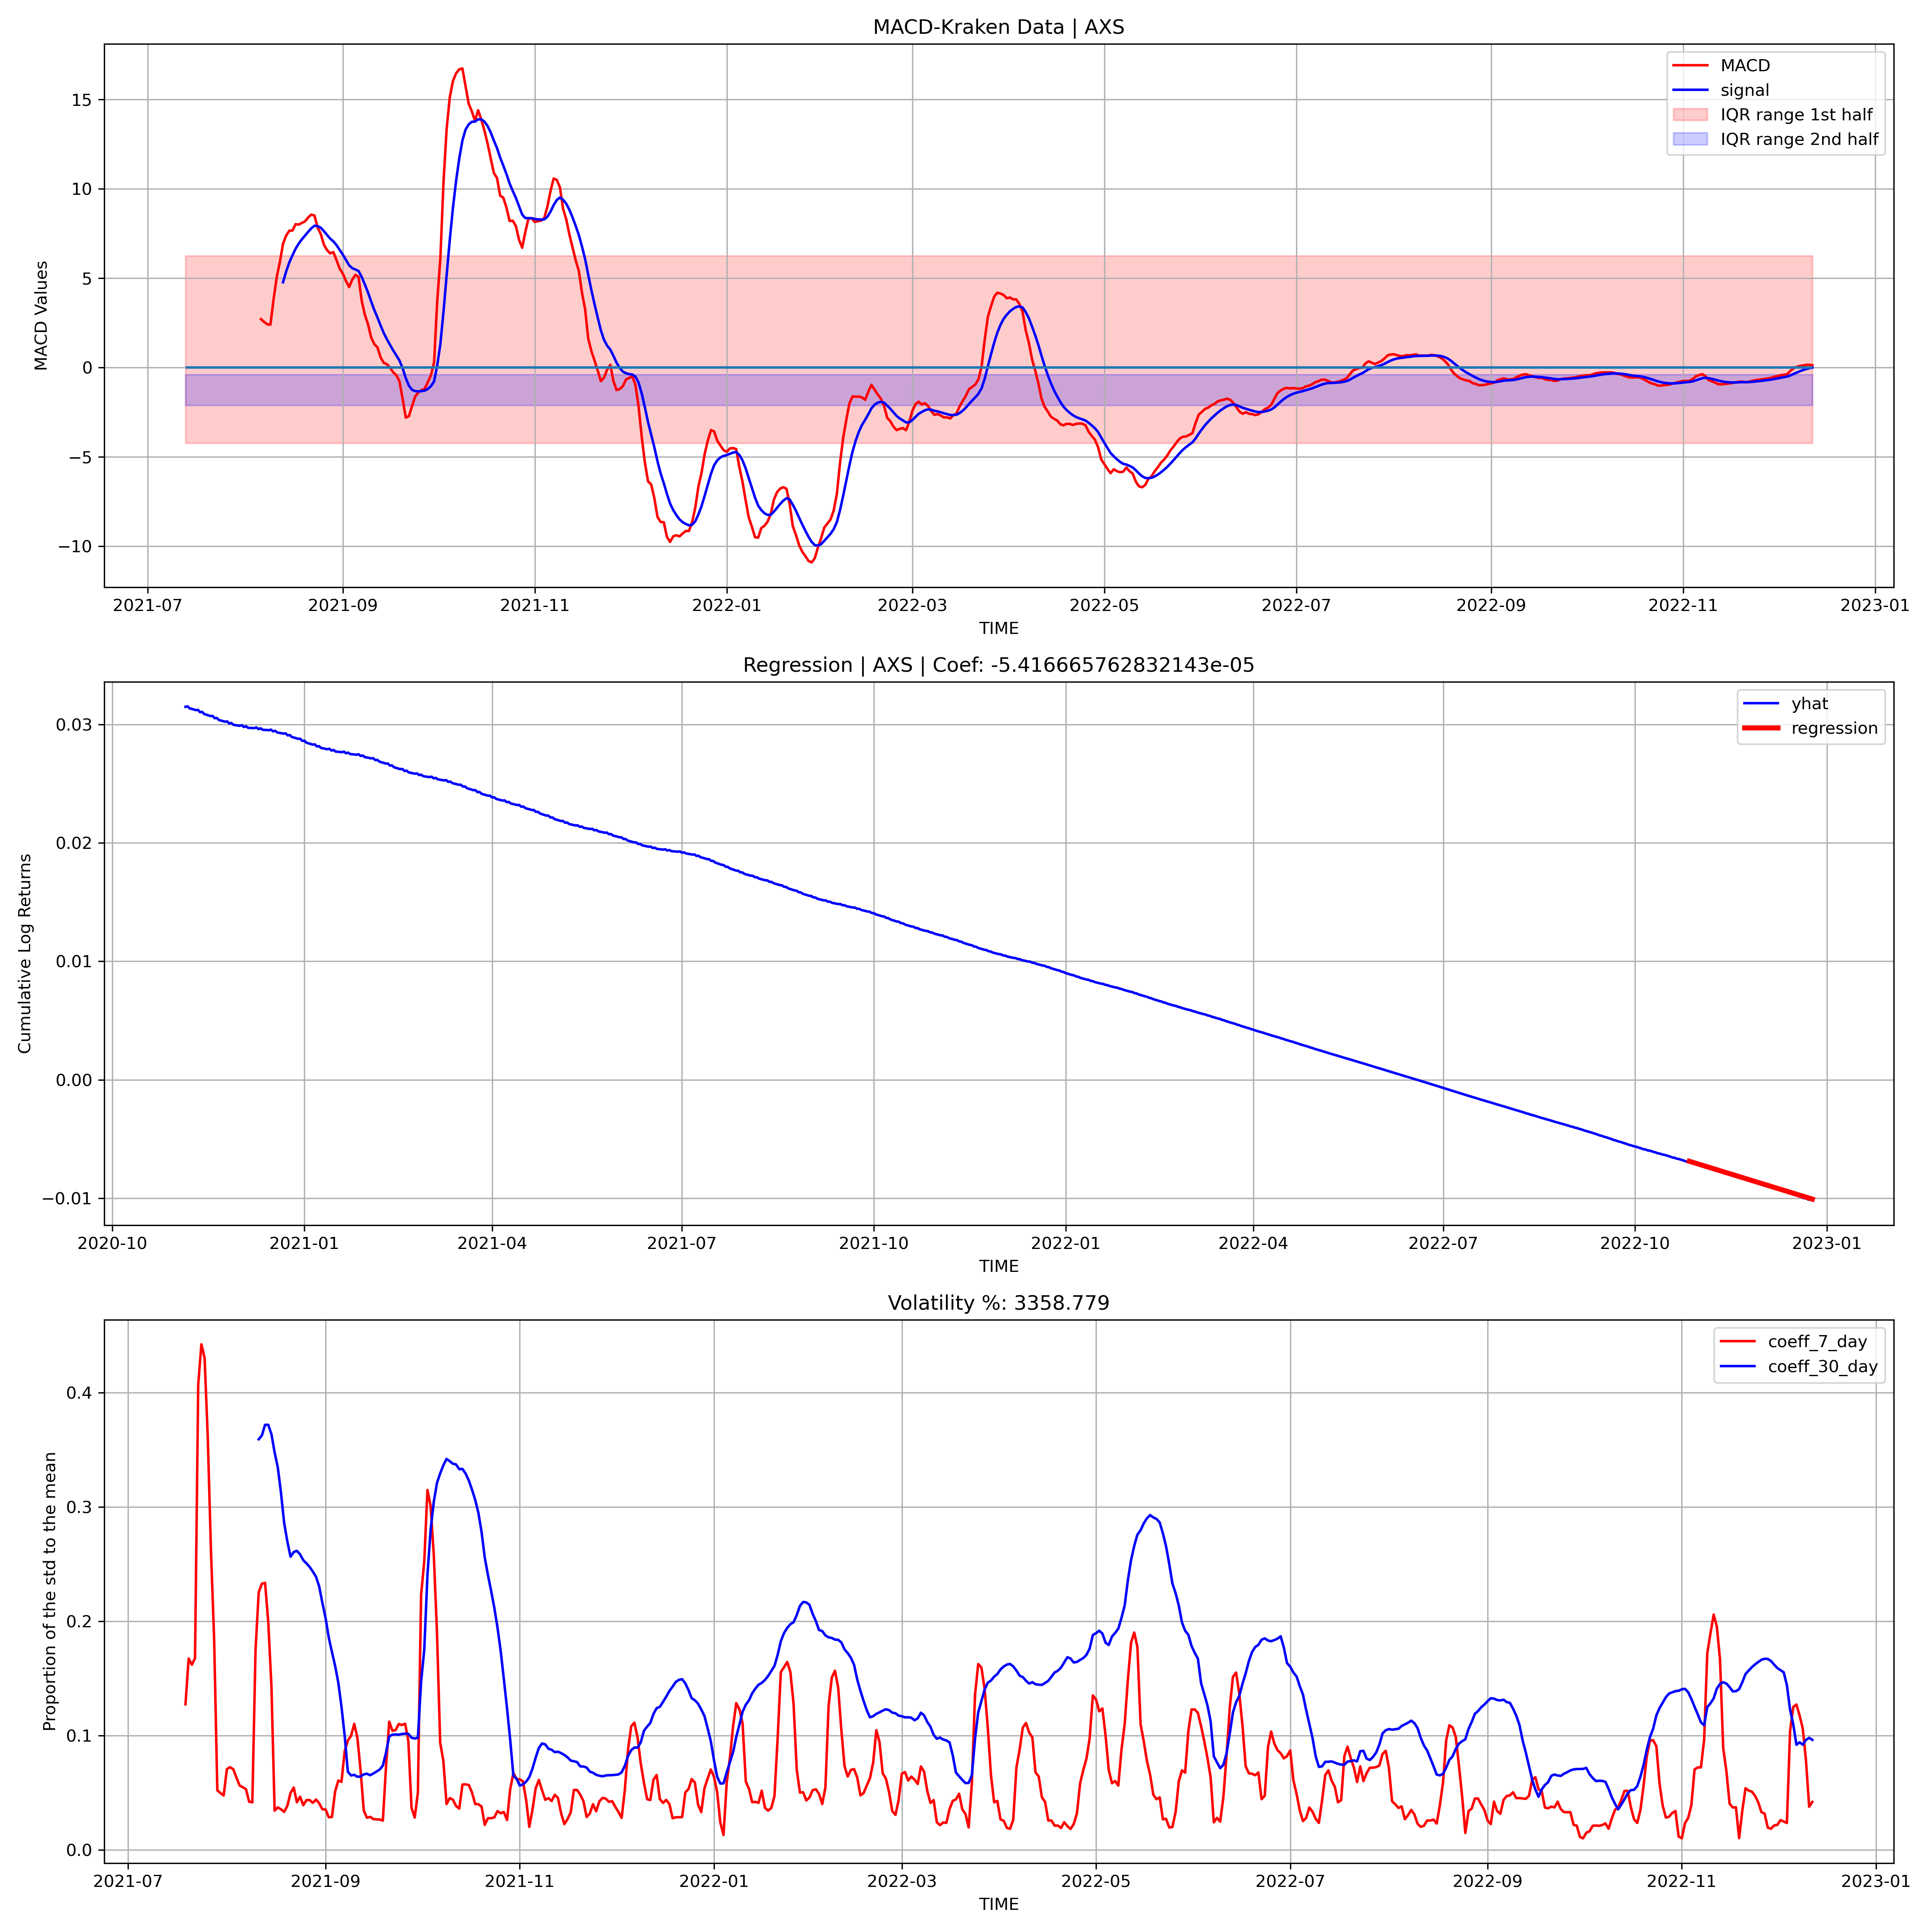 MACD-Kraken Data | AXS
MACD
signal
IQR range 1st half
IQR range 2nd half
MACD Values
15
10
5
0
−5
−10
2021-07 2021-09 2021-11 2022-01 2022-03 2022-05 2022-07 2022-09 2022-11 2023-01
TIME
Regression | AXS | Coef: -5.416665762832143e-05
yhat
regression
Cumulative Log Returns
0.03
0.02
0.01
0.00
−0.01
2020-10 2021-01 2021-04 2021-07 2021-10 2022-01 2022-04 2022-07 2022-10 2023-01
TIME
Volatility %: 3358.779
coeff_7_day
coeff_30_day
Proportion of the std to the mean
0.4
0.3
0.2
0.1
0.0
2021-07 2021-09 2021-11 2022-01 2022-03 2022-05 2022-07 2022-09 2022-11 2023-01
TIME